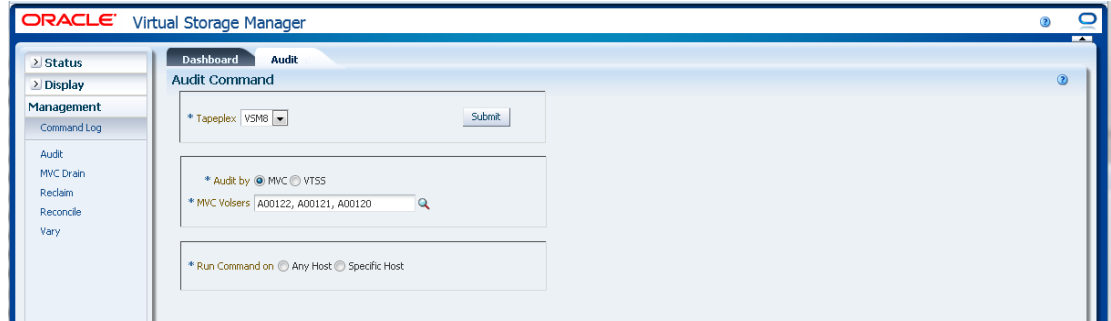 ORACLE® Virtual Storage Manager
Status
Display
Management
Command Log
Audit
MVC Drain
Reclaim
Reconcile
Vary
Dashboard Audit
Audit Command
* Tapeplex VSM8 Submit
* Audit by MVC VTSS
* MVC Volsers A00122, A00121, A00120
* Run Command on Any Host Specific Host